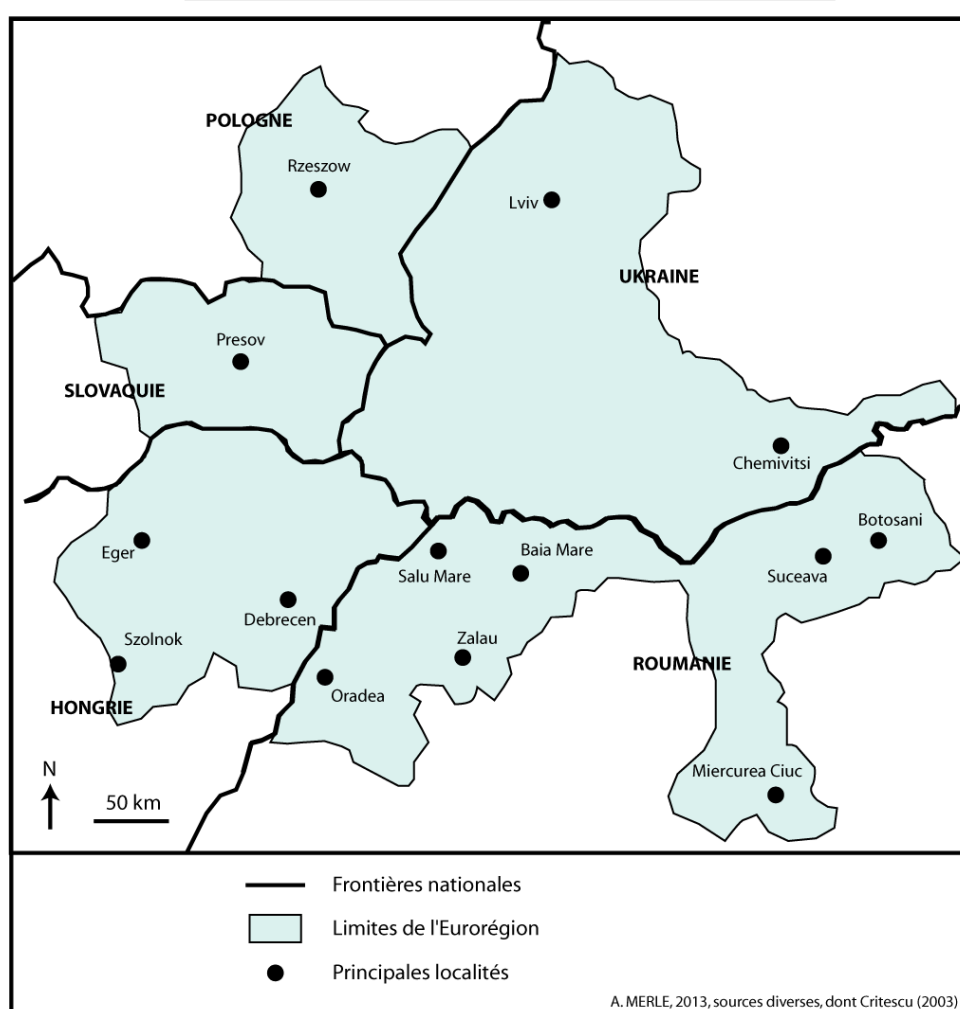 POLOGNE
Rzeszow
Lviv
UKRAINE
Presov
SLOVAQUIE
Chemivitsi
Botosani
Eger
Baia Mare
Salu Mare
Suceava
Debrecen
Szolnok
Zalau
ROUMANIE
Oradea
HONGRIE
N
50 km
Miercurea Ciuc
Frontières nationales
Limites de l'Eurorégion
Principales localités
A. MERLE, 2013, sources diverses, dont Critescu (2003)